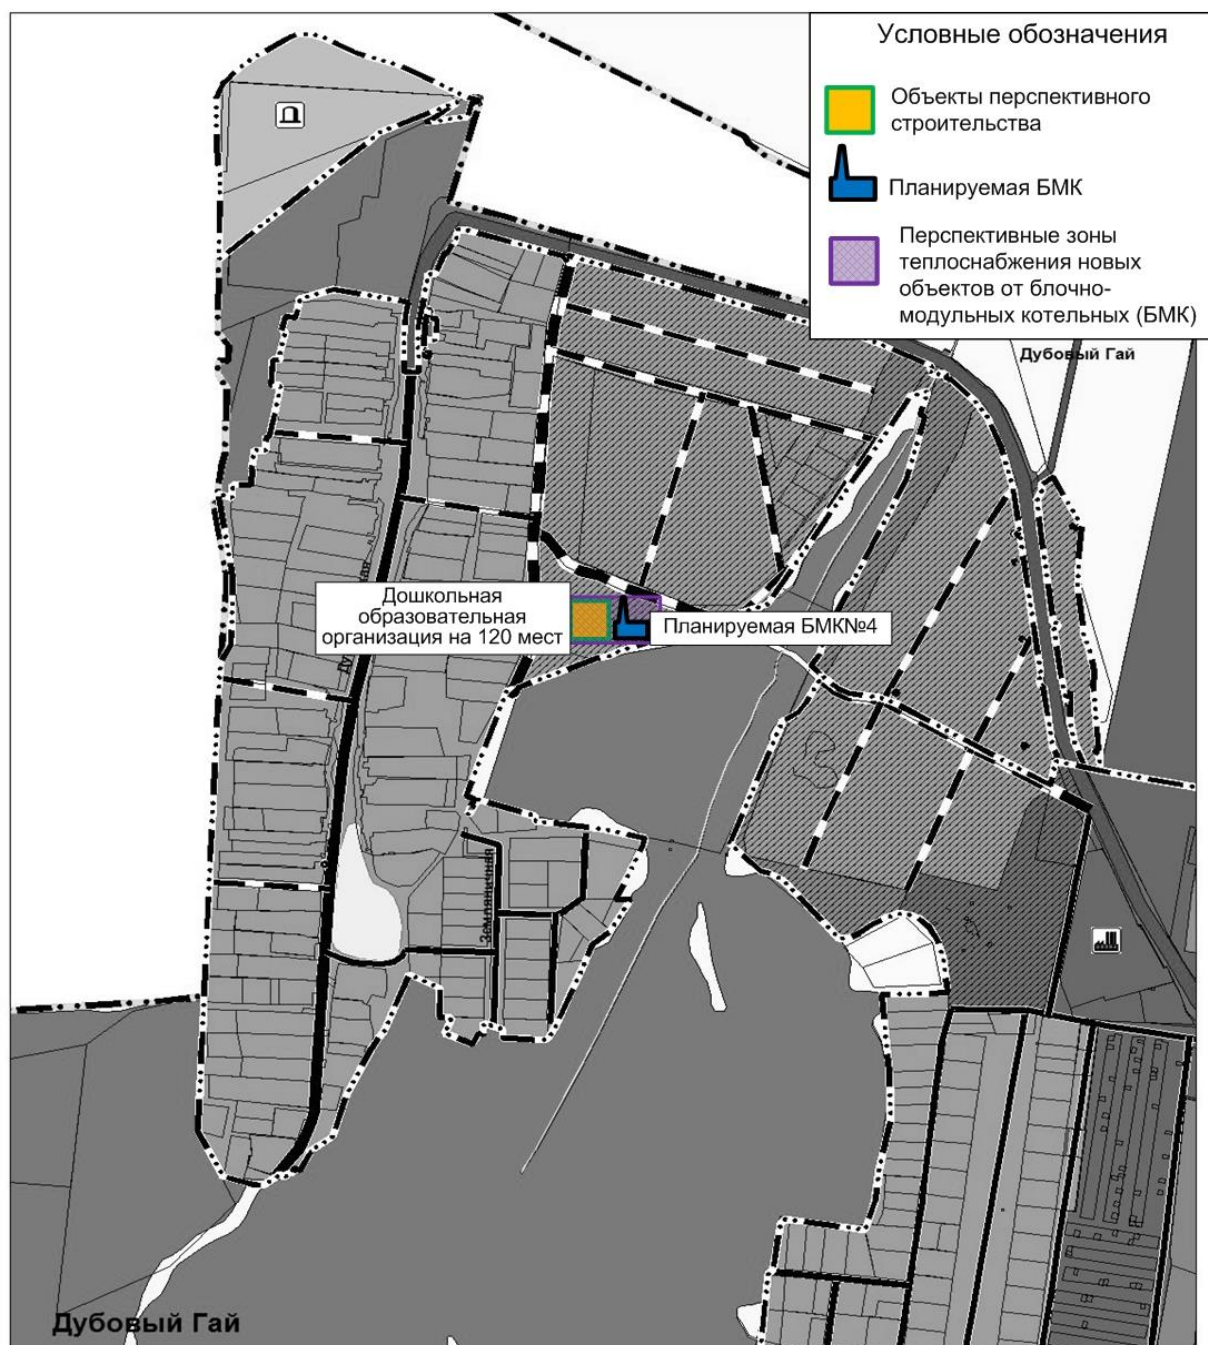 Условные обозначения
Объекты перспективного
строительства
Планируемая БМК
Перспективные зоны
теплоснабжения новых
объектов от блочно-
модульных котельных (БМК)
Дубовый Гай
Дошкольная
образовательная
организация на 120 мест
Планируемая БМК№4
Земляничная
Дубовый Гай